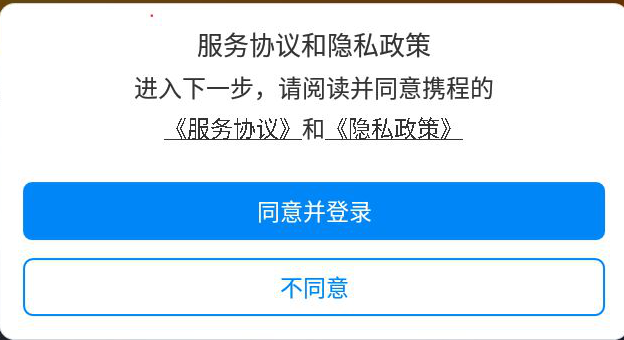 服务协议和隐私政策
进入下一步，请阅读并同意携程的
《服务协议》和《隐私政策》
同意并登录
不同意